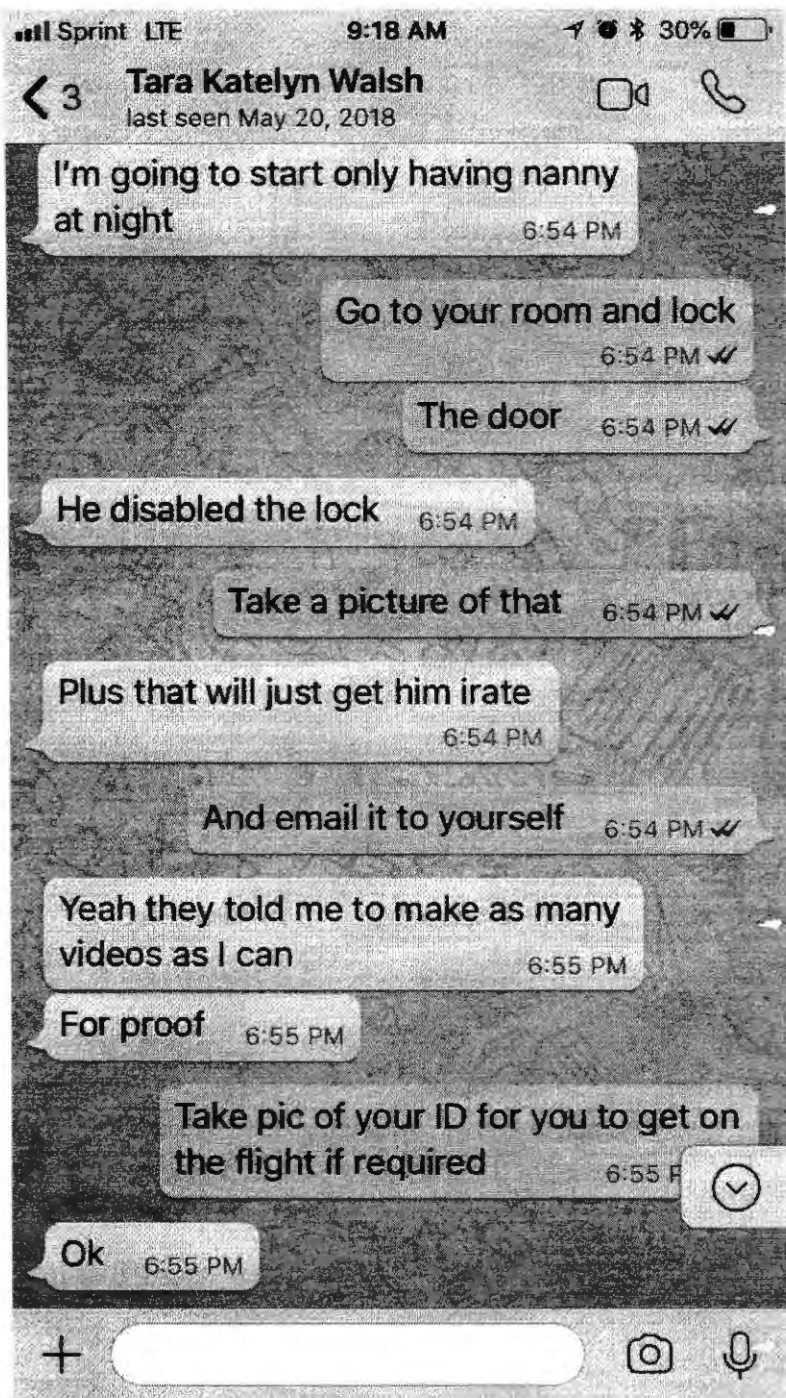 Sprint LTE 9:18 AM 30%
3 Tara Katelyn Walsh
last seen May 20, 2018
I'm going to start only having nanny
at night 6:54 PM
Go to your room and lock
6:54 PM
The door 6:54 PM
He disabled the lock 6:54 PM
Take a picture of that 6:54 PM
Plus that will just get him irate
6:54 PM
And email it to yourself 6:54 PM
Yeah they told me to make as many
videos as I can 6:55 PM
For proof 6:55 PM
Take pic of your ID for you to get on
the flight if required 6:55
Ok 6:55 PM